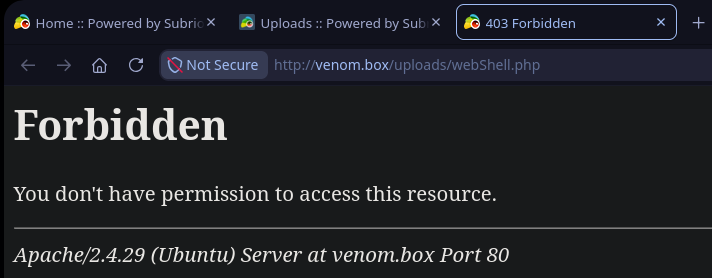 Home :: Powered by Subric
Uploads :: Powered by Sub
403 Forbidden
Not Secure http://venom.box/uploads/webShell.php
Forbidden
You don't have permission to access this resource.
Apache/2.4.29 (Ubuntu) Server at venom.box Port 80